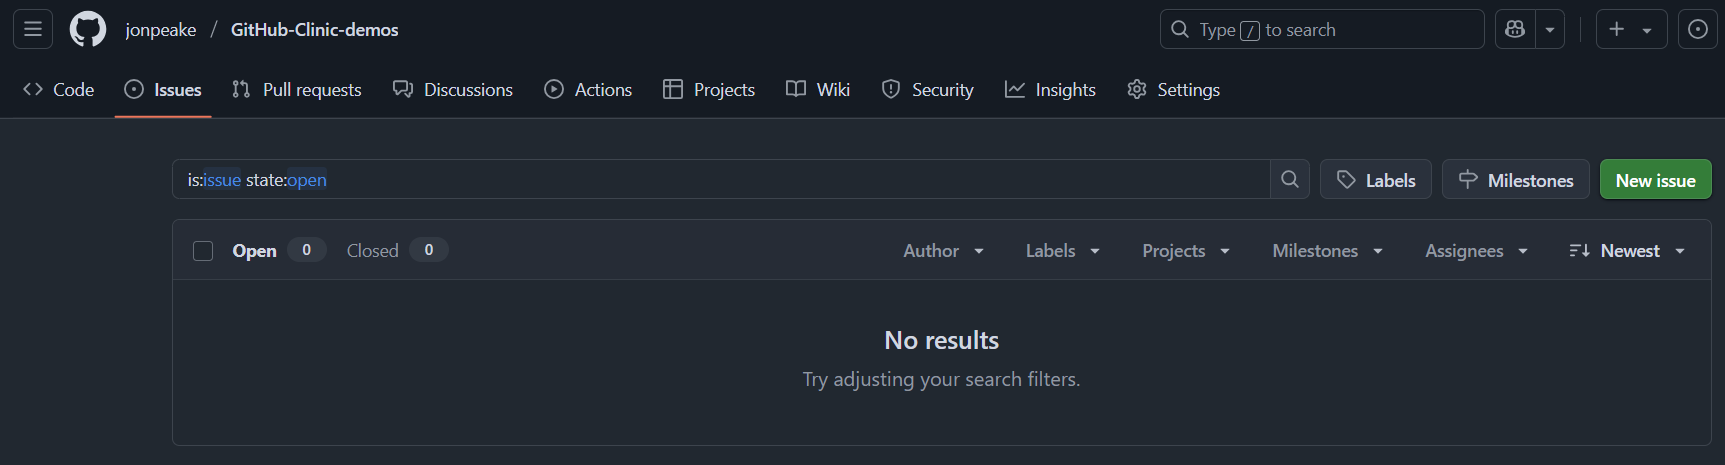 jonpeake / GitHub-Clinic-demos
Type / to search
Code
Issues
Pull requests
Discussions
Actions
Projects
Wiki
Security
Insights
Settings
is:issue state:open
Labels
Milestones
New issue
Open 0
Closed 0
Author
Labels
Projects
Milestones
Assignees
Newest
No results
Try adjusting your search filters.